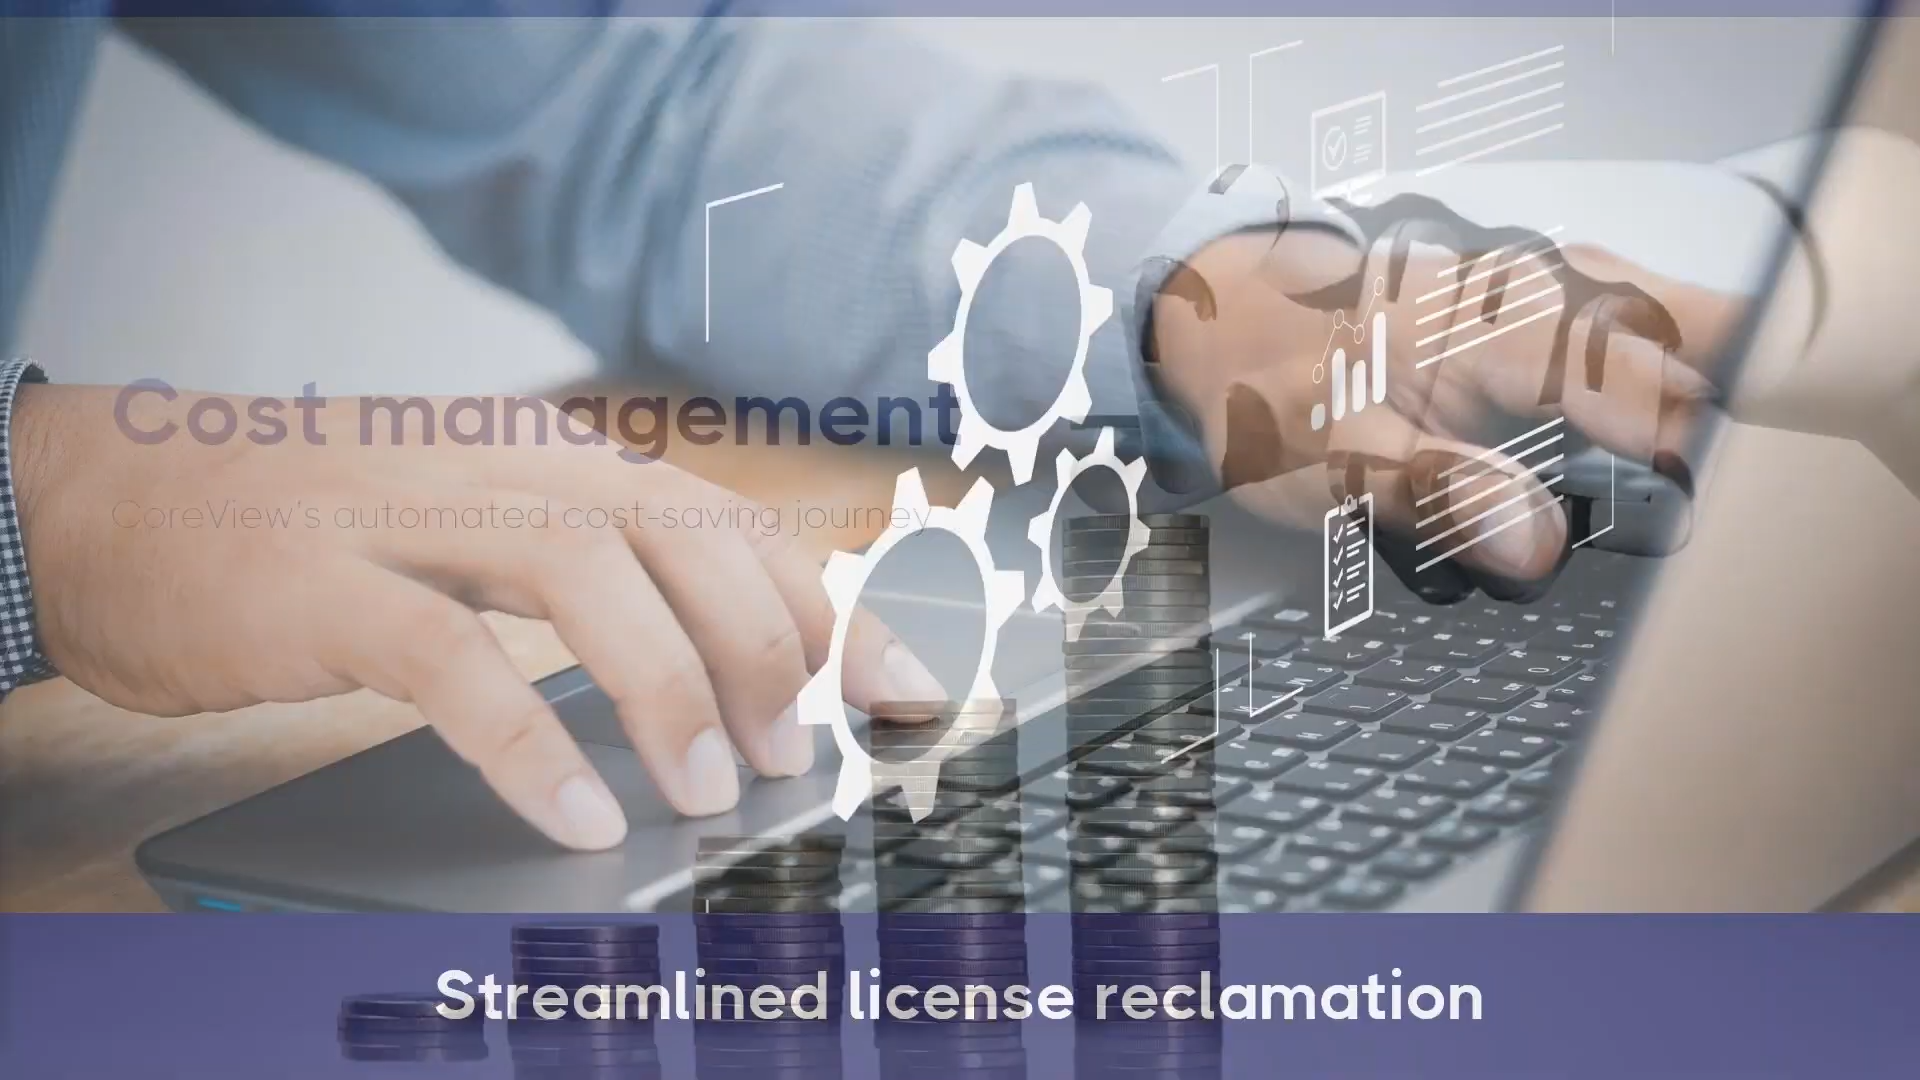 Cost management
CoreView's automated cost-saving journey
Streamlined license reclamation